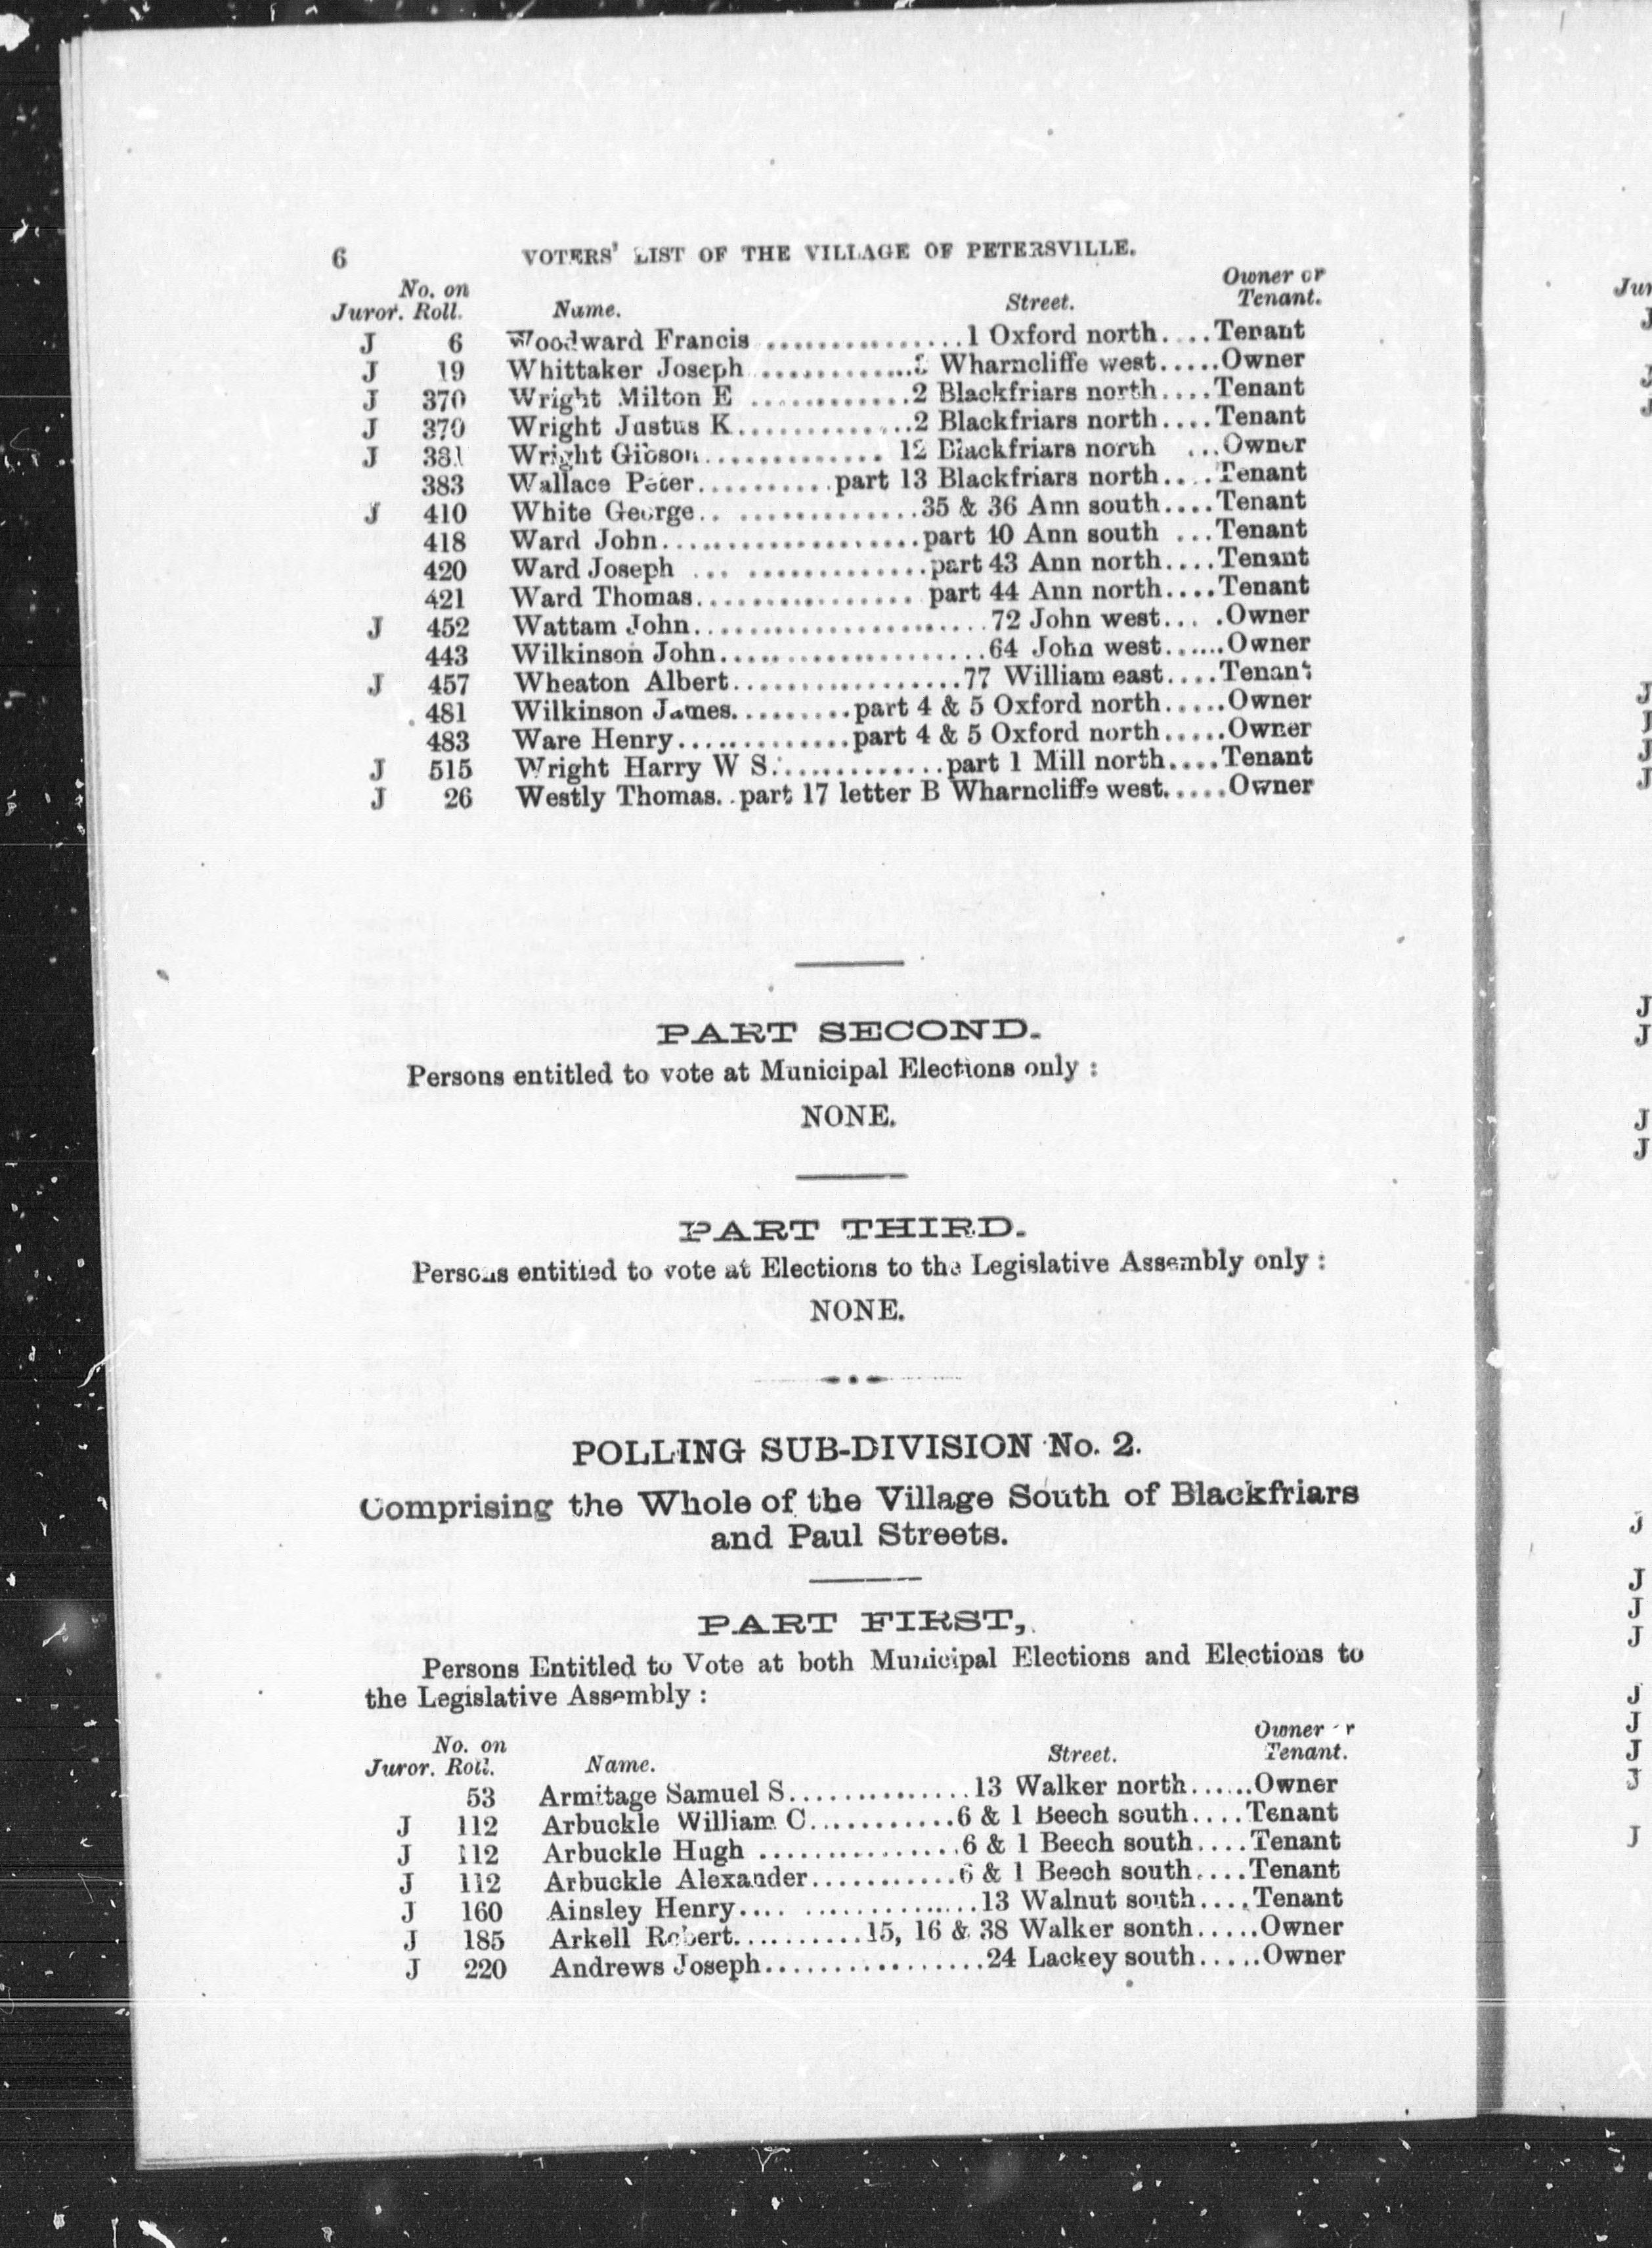 6 VOTERS' LIST OF THE VILLAGE OF PETERSVILLE.
No. on Owner or
Juror. Roll. Name. Street. Tenant.
J 6 Woodward Francis ...............1 Oxford north....Tenant
J 19 Whittaker Joseph ............ Wharncliffe west.....Owner
J 370 Wright Milton E ............2 Blackfriars north....Tenant
J 370 Wright Justus K..............2 Blackfriars north....Tenant
J 381 Wright Gibson.............. 12 Blackfriars north ...Owner
383 Wallace Peter..........part 13 Blackfriars north....Tenant
J 410 White George.. ..............35 & 36 Ann south....Tenant
418 Ward John....................part 40 Ann south ...Tenant
420 Ward Joseph ... ..............part 43 Ann north....Tenant
421 Ward Thomas................. part 44 Ann north....Tenant
J 452 Wattam John.......................72 John west.....Owner
443 Wilkinson John.....................64 John west......Owner
J 457 Wheaton Albert.................77 William east....Tenant
481 Wilkinson James.........part 4 & 5 Oxford north.....Owner
483 Ware Henry..............part 4 & 5 Oxford north.....Owner
J 515 Wright Harry W S..............part 1 Mill north....Tenant
J 26 Westly Thomas..part 17 letter B Wharncliffe west.....Owner
PART SECOND.
Persons entitled to vote at Municipal Elections only :
NONE.
PART THIRD.
Persons entitled to vote at Elections to the Legislative Assembly only :
NONE.
POLLING SUB-DIVISION No. 2.
Comprising the Whole of the Village South of Blackfriars
and Paul Streets.
PART FIRST,
Persons Entitled to Vote at both Municipal Elections and Elections to
the Legislative Assembly :
No. on Owner or
Juror. Roll. Name. Street. Tenant.
53 Armitage Samuel S..............13 Walker north......Owner
J 112 Arbuckle William C...........6 & 1 Beech south....Tenant
J 112 Arbuckle Hugh ...............6 & 1 Beech south....Tenant
J 112 Arbuckle Alexander...........6 & 1 Beech south....Tenant
J 160 Ainsley Henry.... .............13 Walnut south....Tenant
J 185 Arkell Robert..........15, 16 & 38 Walker sonth.....Owner
J 220 Andrews Joseph.................24 Lackey south.....Owner